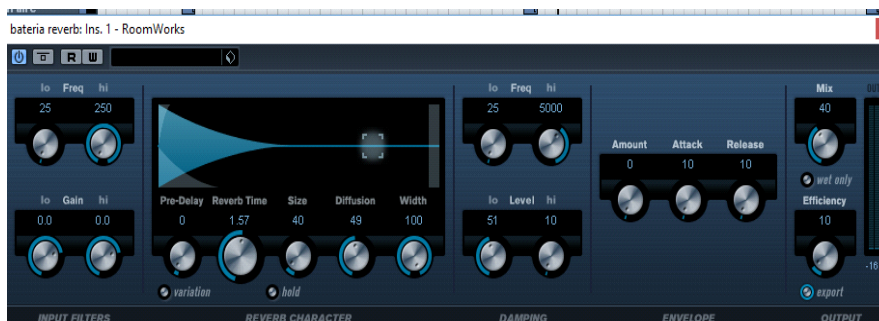 bateria reverb: Ins. 1 - RoomWorks
R W
lo Freq hi
25 250
lo Gain hi
0.0 0.0
INPUT FILTERS
Pre-Delay Reverb Time Size Diffusion Width
0 1.57 40 49 100
variation hold
REVERB CHARACTER
lo Freq hi
25 5000
lo Level hi
51 10
DAMPING
Amount Attack Release
0 10 10
ENVELOPE
Mix
40
wet only
Efficiency
10
export
OUTPUT
-16